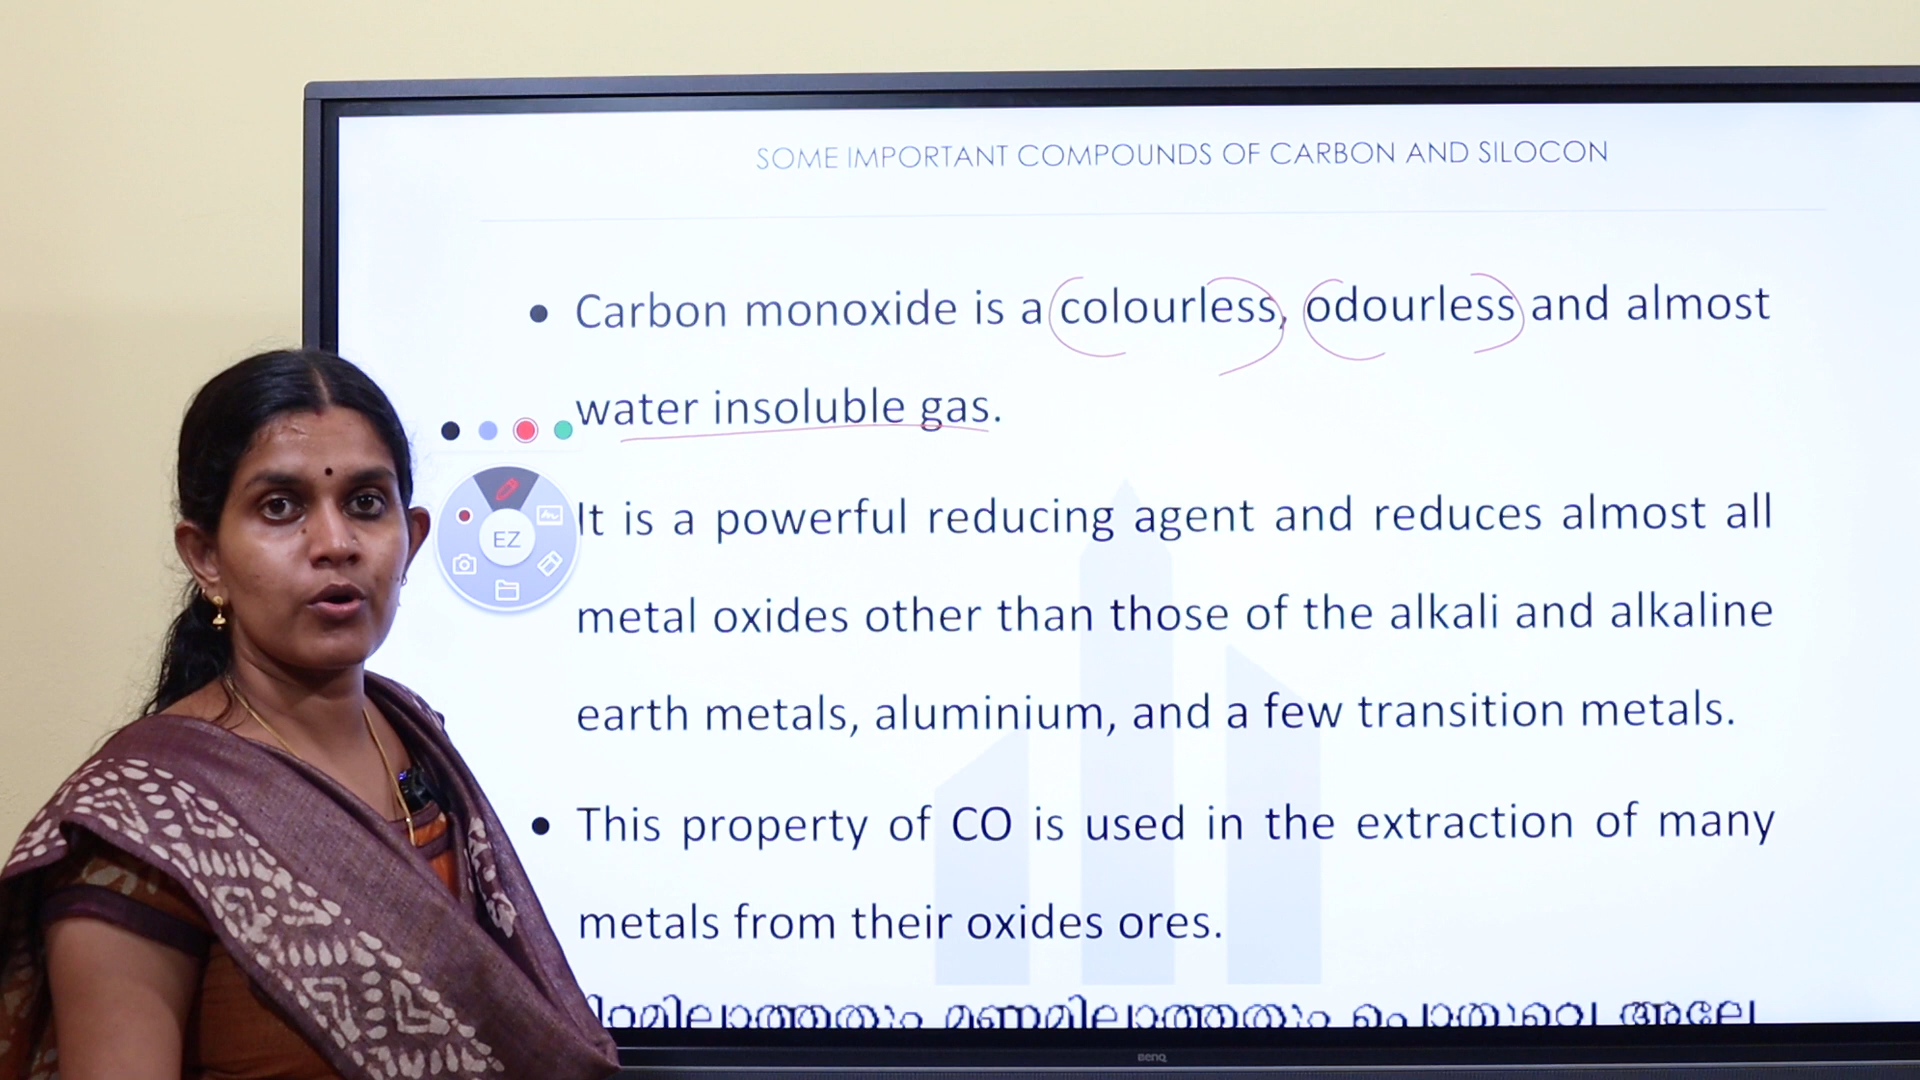 SOME IMPORTANT COMPOUNDS OF CARBON AND SILOCON
• Carbon monoxide is a colourless, odourless and almost
water insoluble gas.
EZ
It is a powerful reducing agent and reduces almost all
metal oxides other than those of the alkali and alkaline
earth metals, aluminium, and a few transition metals.
• This property of CO is used in the extraction of many
metals from their oxides ores.
BenQ